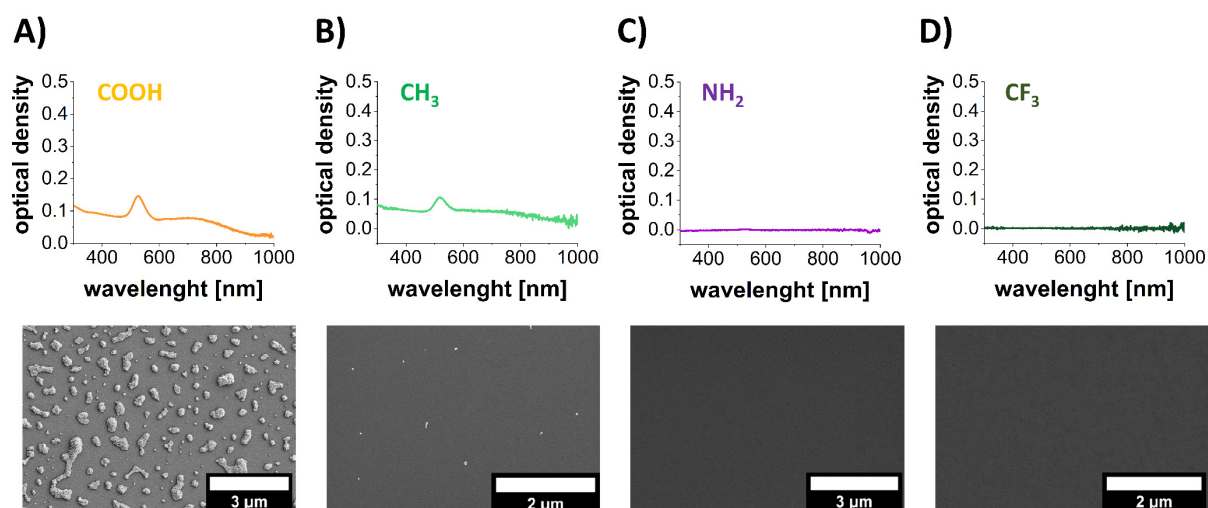 A)
B)
C)
D)
COOH
0.5
0.4
0.3
0.2
0.1
0.0
optical density
400 600 800 1000
wavelenght [nm]
CH₃
0.5
0.4
0.3
0.2
0.1
0.0
optical density
400 600 800 1000
wavelenght [nm]
NH₂
0.5
0.4
0.3
0.2
0.1
0.0
optical density
400 600 800 1000
wavelenght [nm]
CF₃
0.5
0.4
0.3
0.2
0.1
0.0
optical density
400 600 800 1000
wavelenght [nm]
3 µm
2 µm
3 µm
2 µm